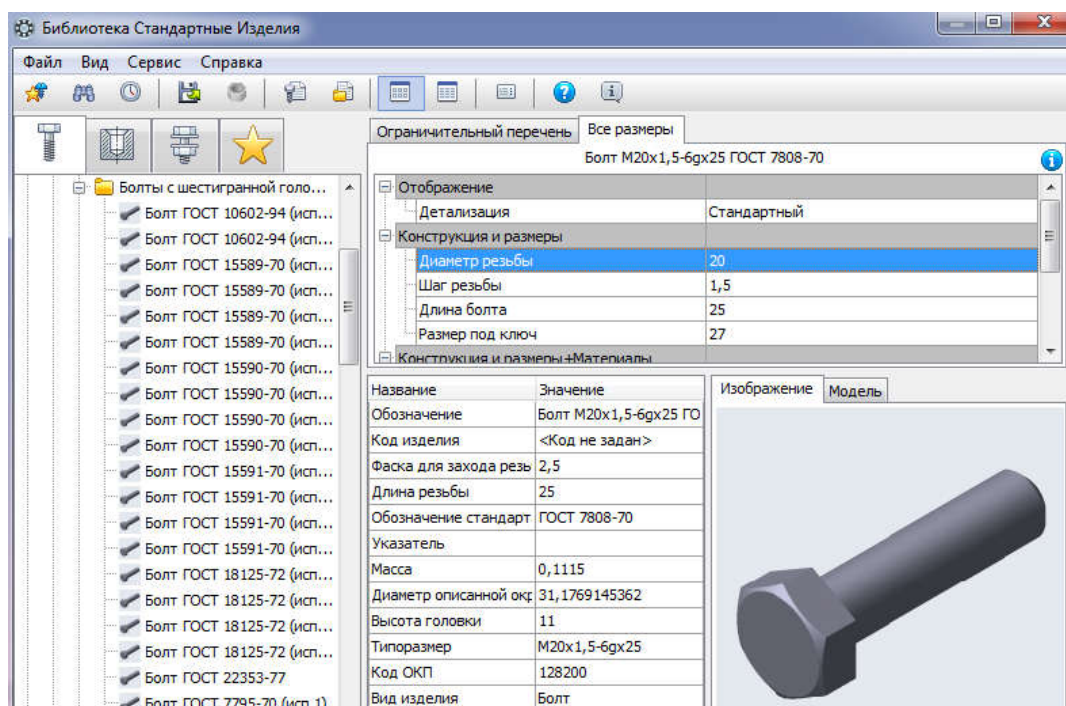 Библиотека Стандартные Изделия
Файл Вид Сервис Справка
Болты с шестигранной голо...
Болт ГОСТ 10602-94 (исп...
Болт ГОСТ 10602-94 (исп...
Болт ГОСТ 15589-70 (исп...
Болт ГОСТ 15589-70 (исп...
Болт ГОСТ 15589-70 (исп...
Болт ГОСТ 15589-70 (исп...
Болт ГОСТ 15590-70 (исп...
Болт ГОСТ 15590-70 (исп...
Болт ГОСТ 15590-70 (исп...
Болт ГОСТ 15590-70 (исп...
Болт ГОСТ 15591-70 (исп...
Болт ГОСТ 15591-70 (исп...
Болт ГОСТ 15591-70 (исп...
Болт ГОСТ 15591-70 (исп...
Болт ГОСТ 18125-72 (исп...
Болт ГОСТ 18125-72 (исп...
Болт ГОСТ 18125-72 (исп...
Болт ГОСТ 18125-72 (исп...
Болт ГОСТ 22353-77
Болт ГОСТ 7795-70 (исп 1)
Ограничительный перечень Все размеры
Болт М20х1,5-6gх25 ГОСТ 7808-70
Отображение
Детализация Стандартный
Конструкция и размеры
Диаметр резьбы 20
Шаг резьбы 1,5
Длина болта 25
Размер под ключ 27
Конструкция и размеры+Материалы
Название Значение
Обозначение Болт М20х1,5-6gх25 ГО
Код изделия <Код не задан>
Фаска для захода резь 2,5
Длина резьбы 25
Обозначение стандарт ГОСТ 7808-70
Указатель
Масса 0,1115
Диаметр описанной окр 31,1769145362
Высота головки 11
Типоразмер М20х1,5-6gх25
Код ОКП 128200
Вид изделия Болт
Изображение Модель